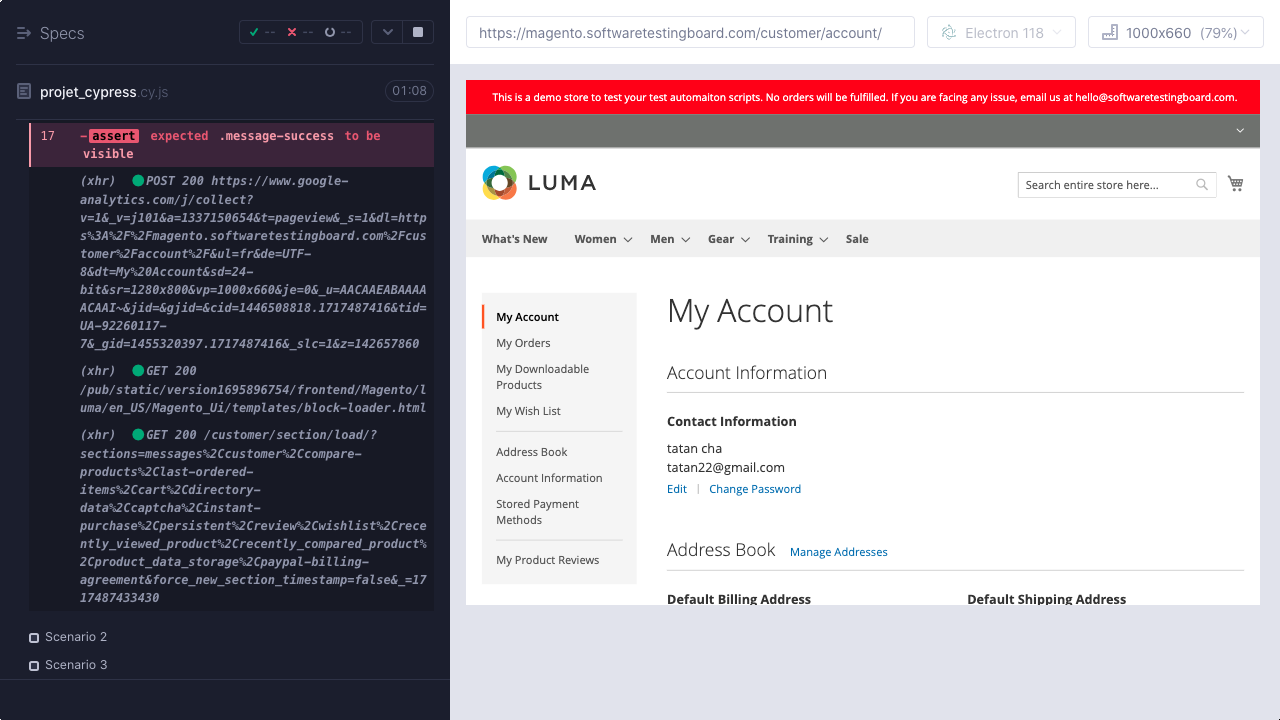 Specs
-- -- --
projet_cypress.cy.js
01:08
17 -assert expected .message-success to be
visible
(xhr) POST 200 https://www.google-
analytics.com/j/collect?
v=1&_v=j101&a=1337150654&t=pageview&_s=1&dl=http
s%3A%2F%2Fmagento.softwaretestingboard.com%2Fcus
tomer%2Faccount%2F&ul=fr&de=UTF-
8&dt=My%20Account&sd=24-
bit&sr=1280x800&vp=1000x660&je=0&_u=AACAAEABAAAA
ACAAI~&jid=&gjid=&cid=1446508818.1717487416&tid=
UA-92260117-
7&_gid=1455320397.1717487416&_slc=1&z=142657860
(xhr) GET 200
/pub/static/version1695896754/frontend/Magento/l
uma/en_US/Magento_Ui/templates/block-loader.html
(xhr) GET 200 /customer/section/load/?
sections=messages%2Ccustomer%2Ccompare-
products%2Clast-ordered-
items%2Ccart%2Cdirectory-
data%2Ccaptcha%2Cinstant-
purchase%2Cpersistent%2Creview%2Cwishlist%2Crece
ntly_viewed_product%2Crecently_compared_product%
2Cproduct_data_storage%2Cpaypal-billing-
agreement&force_new_section_timestamp=false&_=17
17487433430
Scenario 2
Scenario 3
https://magento.softwaretestingboard.com/customer/account/
Electron 118
1000x660 (79%)
This is a demo store to test your test automaiton scripts. No orders will be fulfilled. If you are facing any issue, email us at hello@softwaretestingboard.com.
LUMA
Search entire store here...
What's New Women Men Gear Training Sale
My Account
My Orders
My Downloadable
Products
My Wish List
Address Book
Account Information
Stored Payment
Methods
My Product Reviews
My Account
Account Information
Contact Information
tatan cha
tatan22@gmail.com
Edit | Change Password
Address Book Manage Addresses
Default Billing Address Default Shipping Address